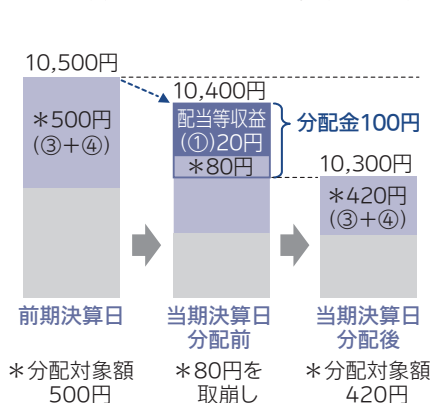 10,500円
＊500円
(③+④)
10,400円
配当等収益
(①)20円
＊80円
分配金100円
10,300円
＊420円
(③+④)
前期決算日
当期決算日
分配前
当期決算日
分配後
＊分配対象額
500円
＊80円を
取崩し
＊分配対象額
420円